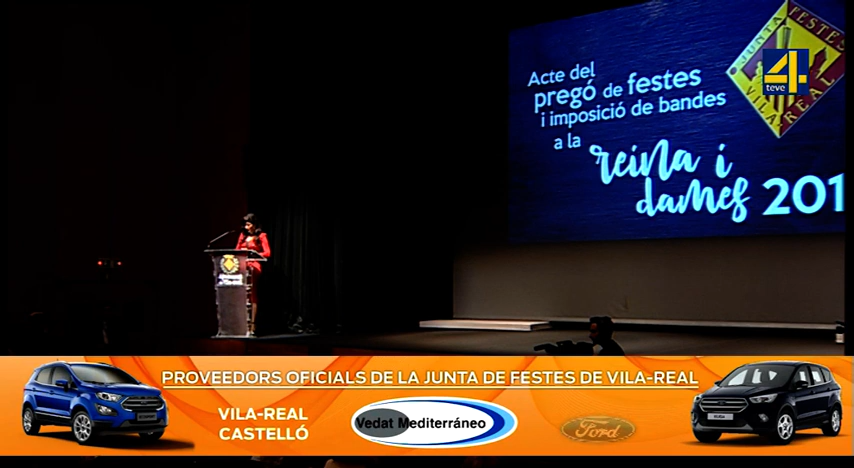 Acte del
pregó de festes
i imposició de bandes
a la
reina i
dames 201
JUNTA FESTES
VILA-REAL
4
teve
PROVEEDORS OFICIALS DE LA JUNTA DE FESTES DE VILA-REAL
VILA-REAL
CASTELLÓ
Vedat Mediterráneo
Ford